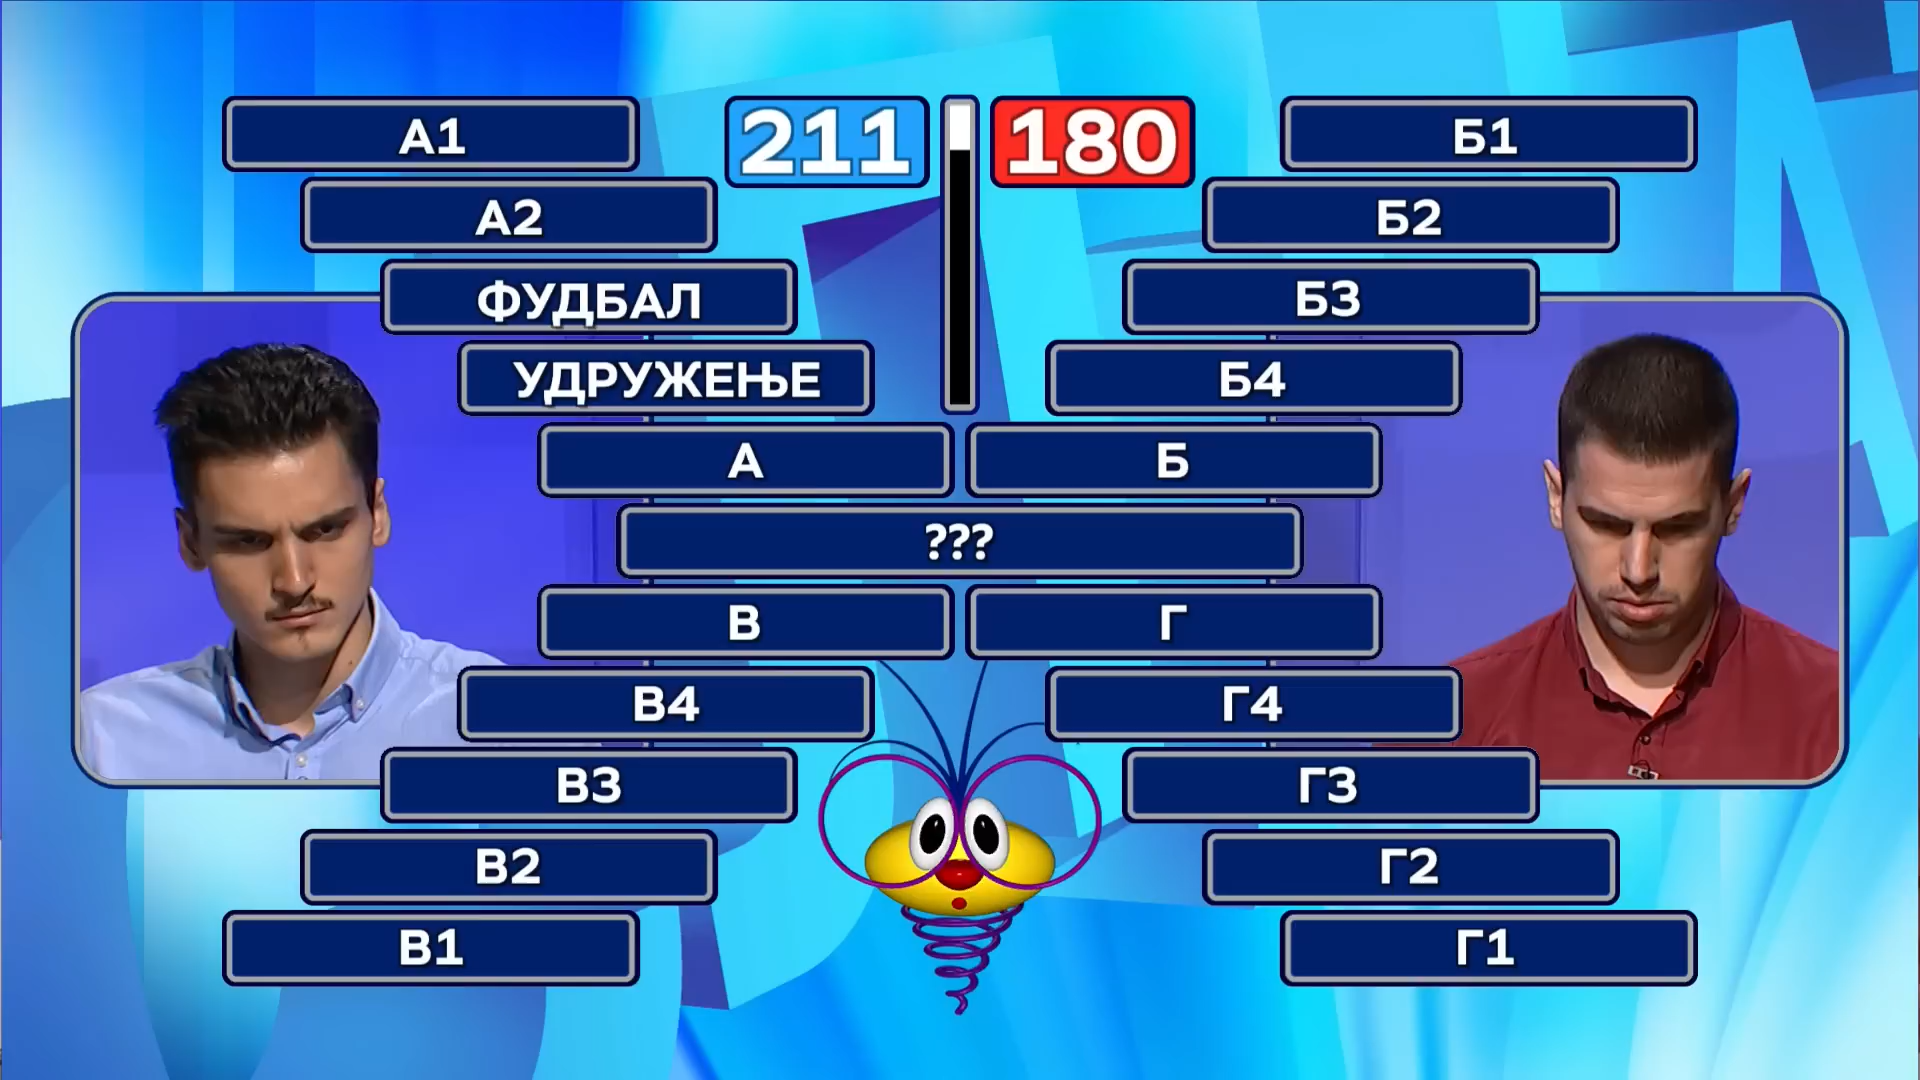 А1
211
180
Б1
А2
Б2
ФУДБАЛ
Б3
УДРУЖЕЊЕ
Б4
А
Б
???
В
Г
В4
Г4
В3
Г3
В2
Г2
В1
Г1